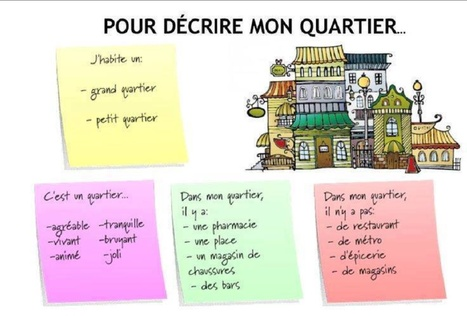 POUR DÉCRIRE MON QUARTIER...
J'habite un:
- grand quartier
- petit quartier
C'est un quartier...
-agréable -tranquille
-vivant -bruyant
-animé -joli
Dans mon quartier,
il y a:
- une pharmacie
- une place
- un magasin de
chaussures
- des bars
Dans mon quartier,
il n'y a pas:
- de restaurant
- de métro
- d'épicerie
- de magasins